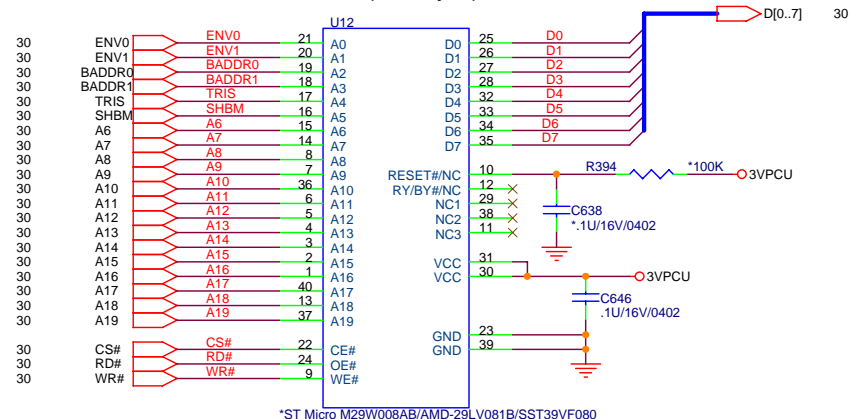 U12
D[0..7] 30
30 ENV0 ENV0 21 A0 D0 25 D0
30 ENV1 ENV1 20 A1 D1 26 D1
30 BADDR0 BADDR0 19 A2 D2 27 D2
30 BADDR1 BADDR1 18 A3 D3 28 D3
30 TRIS TRIS 17 A4 D4 32 D4
30 SHBM SHBM 16 A5 D5 33 D5
30 A6 A6 15 A6 D6 34 D6
30 A7 A7 14 A7 D7 35 D7
30 A8 A8 8 A8
30 A9 A9 7 A9 RESET#/NC 10 R394 *100K 3VPCU
30 A10 A10 36 A10 RY/BY#/NC 12
30 A11 A11 6 A11 NC1 29
30 A12 A12 5 A12 NC2 38 C638
30 A13 A13 4 A13 NC3 11 *.1U/16V/0402
30 A14 A14 3 A14
30 A15 A15 2 A15 VCC 31
30 A16 A16 1 A16 VCC 30 3VPCU
30 A17 A17 40 A17
30 A18 A18 13 A18 C646
30 A19 A19 37 A19 .1U/16V/0402
GND 23
30 CS# CS# 22 CE# GND 39
30 RD# RD# 24 OE#
30 WR# WR# 9 WE#
*ST Micro M29W008AB/AMD-29LV081B/SST39VF080